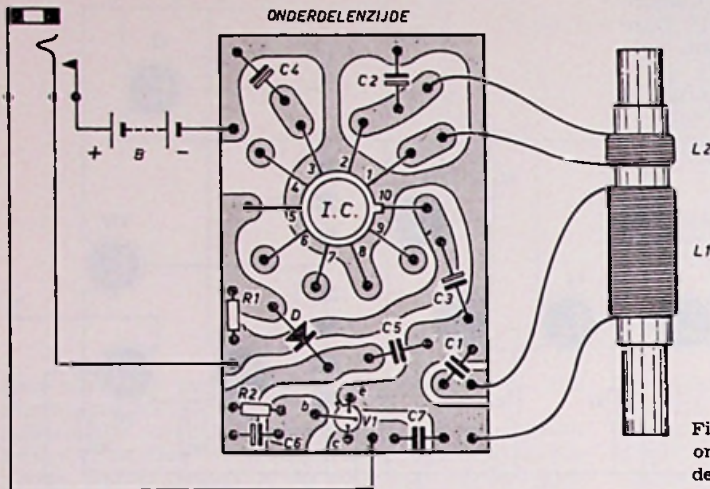 ONDERDELENZIJDE
C4
C2
+ B -
3
2
1
4
10
5
I.C.
6
7
8
9
L2
L1
R1
D
C3
C5
C1
R2
b
e
V1
c
C7
C6
Fi
or
de